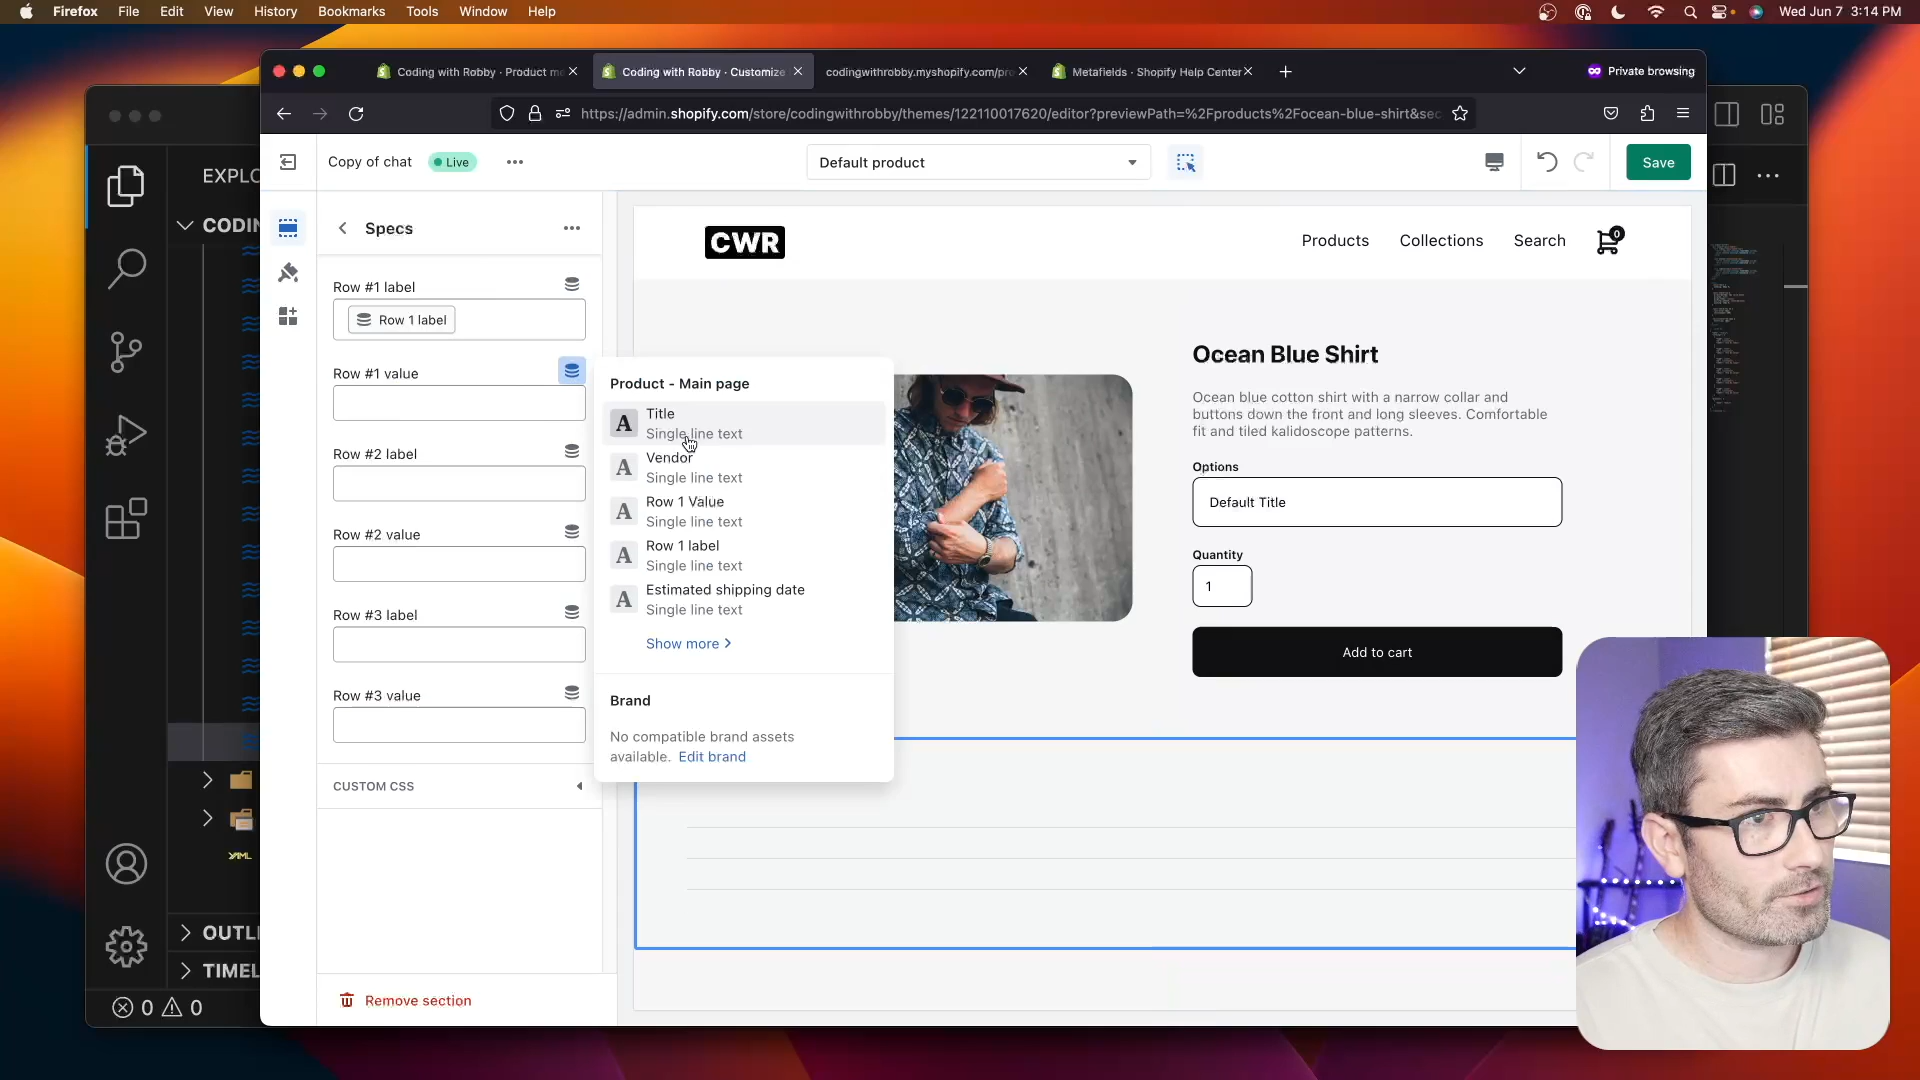 Firefox File Edit View History Bookmarks Tools Window Help
Wed Jun 7 3:14 PM
Coding with Robby · Product me
Coding with Robby · Customize
codingwithrobby.myshopify.com/pro
Metafields · Shopify Help Center
Private browsing
https://admin.shopify.com/store/codingwithrobby/themes/122110017620/editor?previewPath=%2Fproducts%2Focean-blue-shirt&sec
Copy of chat
Live
Default product
Save
EXPLO
CODIN
OUTLI
TIMEL
0 0
YAML
Specs
Row #1 label
Row 1 label
Row #1 value
Row #2 label
Row #2 value
Row #3 label
Row #3 value
CUSTOM CSS
Remove section
Product - Main page
A Title
Single line text
A Vendor
Single line text
A Row 1 Value
Single line text
A Row 1 label
Single line text
A Estimated shipping date
Single line text
Show more
Brand
No compatible brand assets
available. Edit brand
CWR
Products
Collections
Search
0
Ocean Blue Shirt
Ocean blue cotton shirt with a narrow collar and
buttons down the front and long sleeves. Comfortable
fit and tiled kalidoscope patterns.
Options
Default Title
Quantity
1
Add to cart